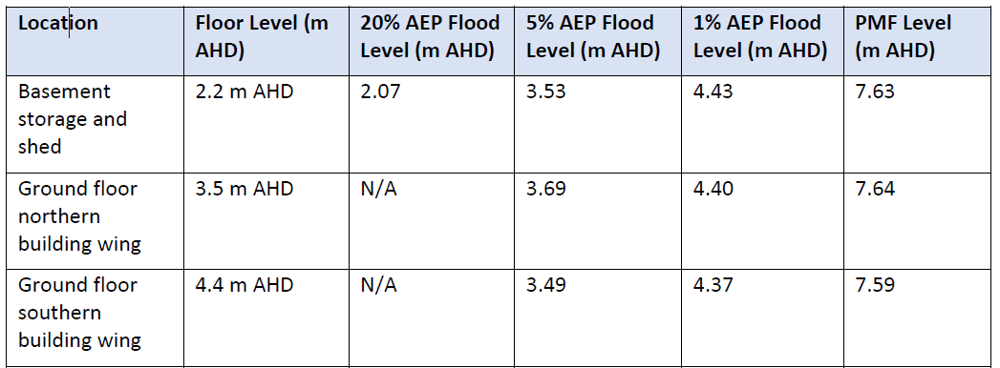 Location Floor Level (m AHD) 20% AEP Flood Level (m AHD) 5% AEP Flood Level (m AHD) 1% AEP Flood Level (m AHD) PMF Level (m AHD)
Basement storage and shed 2.2 m AHD 2.07 3.53 4.43 7.63
Ground floor northern building wing 3.5 m AHD N/A 3.69 4.40 7.64
Ground floor southern building wing 4.4 m AHD N/A 3.49 4.37 7.59